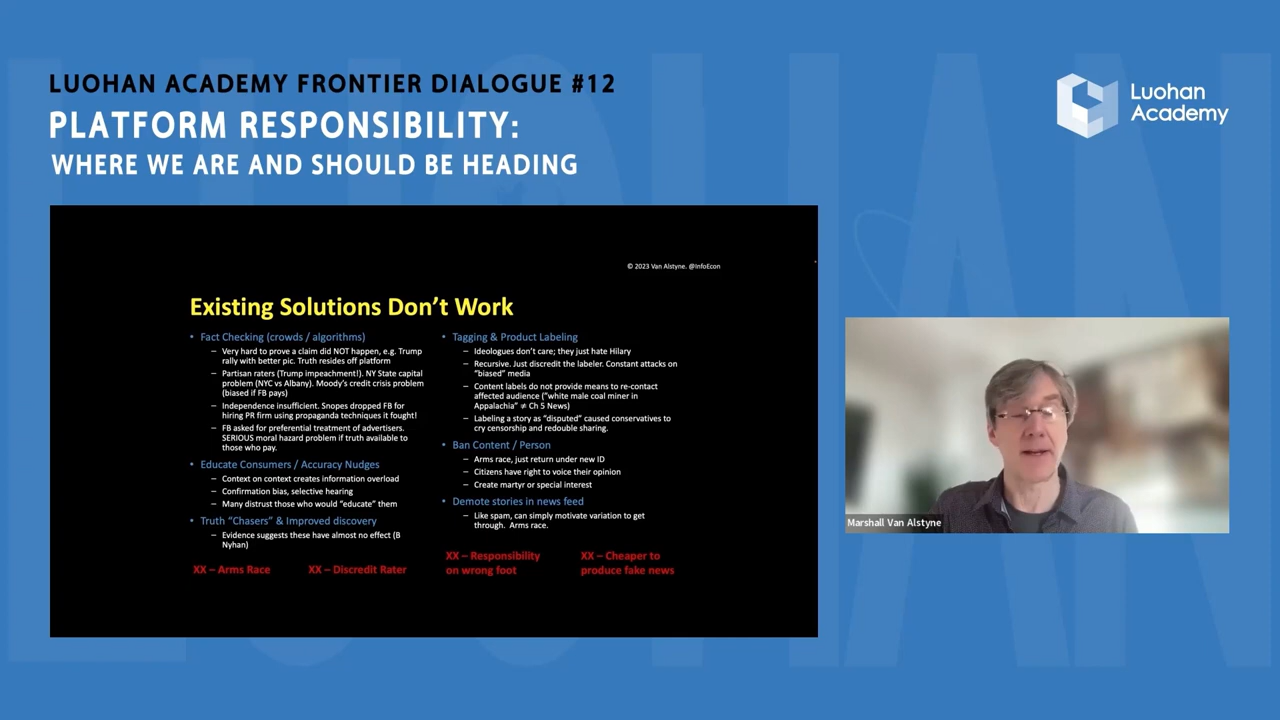 LUOHAN ACADEMY FRONTIER DIALOGUE #12
PLATFORM RESPONSIBILITY:
WHERE WE ARE AND SHOULD BE HEADING
Luohan
Academy
© 2023 Van Alstyne. @InfoEcon
Existing Solutions Don't Work
• Fact Checking (crowds / algorithms)
– Very hard to prove a claim did NOT happen, e.g. Trump
rally with better pic. Truth resides off platform
– Partisan raters (Trump impeachment!). NY State capital
problem (NYC vs Albany). Moody's credit crisis problem
(biased if FB pays)
– Independence insufficient. Snopes dropped FB for
hiring PR firm using propaganda techniques it fought!
– FB asked for preferential treatment of advertisers.
SERIOUS moral hazard problem if truth available to
those who pay.
• Educate Consumers / Accuracy Nudges
– Context on context creates information overload
– Confirmation bias, selective hearing
– Many distrust those who would "educate" them
• Truth "Chasers" & Improved discovery
– Evidence suggests these have almost no effect (B
Nyhan)
XX – Arms Race
XX – Discredit Rater
• Tagging & Product Labeling
– Ideologues don't care; they just hate Hilary
– Recursive. Just discredit the labeler. Constant attacks on
"biased" media
– Content labels do not provide means to re-contact
affected audience ("white male coal miner in
Appalachia" ≠ Ch 5 News)
– Labeling a story as "disputed" caused conservatives to
cry censorship and redouble sharing.
• Ban Content / Person
– Arms race, just return under new ID
– Citizens have right to voice their opinion
– Create martyr or special interest
• Demote stories in news feed
– Like spam, can simply motivate variation to get
through. Arms race.
XX – Responsibility
on wrong foot
XX – Cheaper to
produce fake news
Marshall Van Alstyne